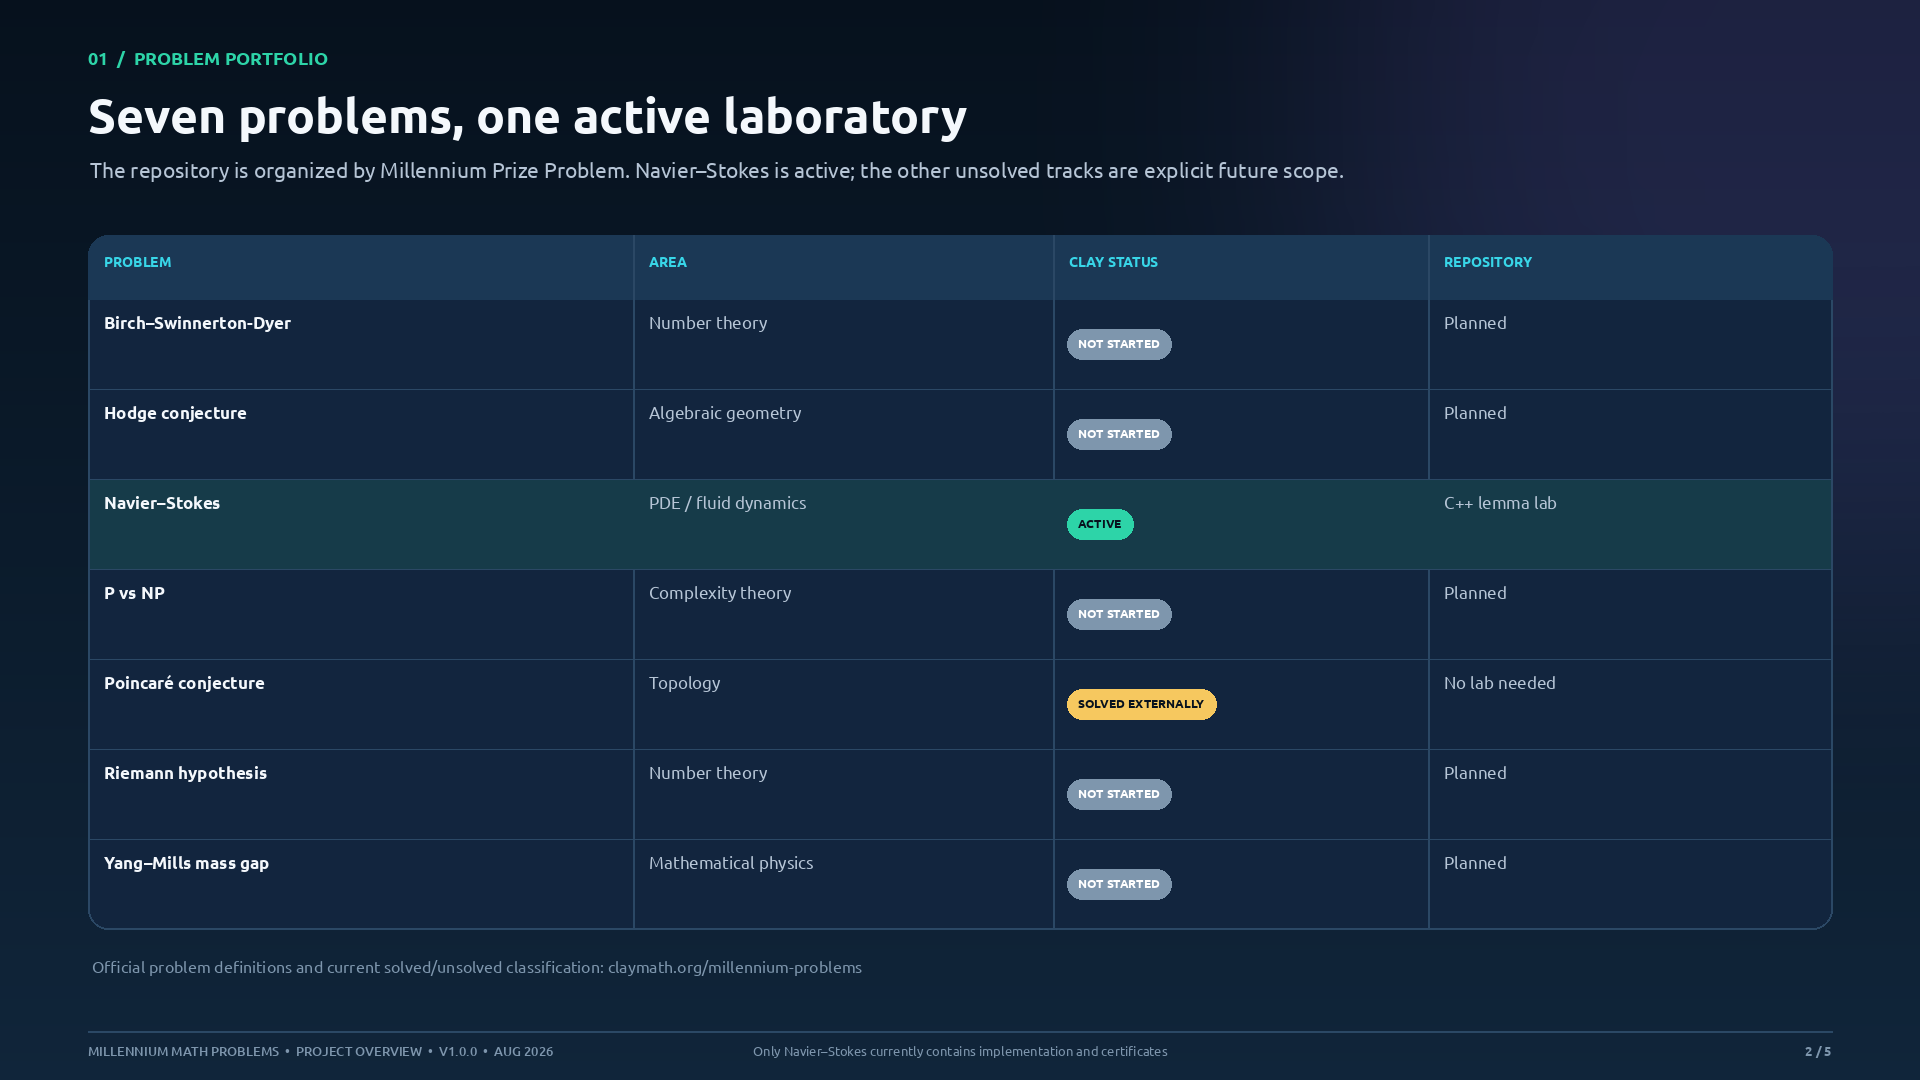 01 / PROBLEM PORTFOLIO
Seven problems, one active laboratory
The repository is organized by Millennium Prize Problem. Navier–Stokes is active; the other unsolved tracks are explicit future scope.
PROBLEM AREA CLAY STATUS REPOSITORY
Birch–Swinnerton-Dyer Number theory NOT STARTED Planned
Hodge conjecture Algebraic geometry NOT STARTED Planned
Navier–Stokes PDE / fluid dynamics ACTIVE C++ lemma lab
P vs NP Complexity theory NOT STARTED Planned
Poincaré conjecture Topology SOLVED EXTERNALLY No lab needed
Riemann hypothesis Number theory NOT STARTED Planned
Yang–Mills mass gap Mathematical physics NOT STARTED Planned
Official problem definitions and current solved/unsolved classification: claymath.org/millennium-problems
MILLENNIUM MATH PROBLEMS • PROJECT OVERVIEW • V1.0.0 • AUG 2026 Only Navier–Stokes currently contains implementation and certificates 2 / 5